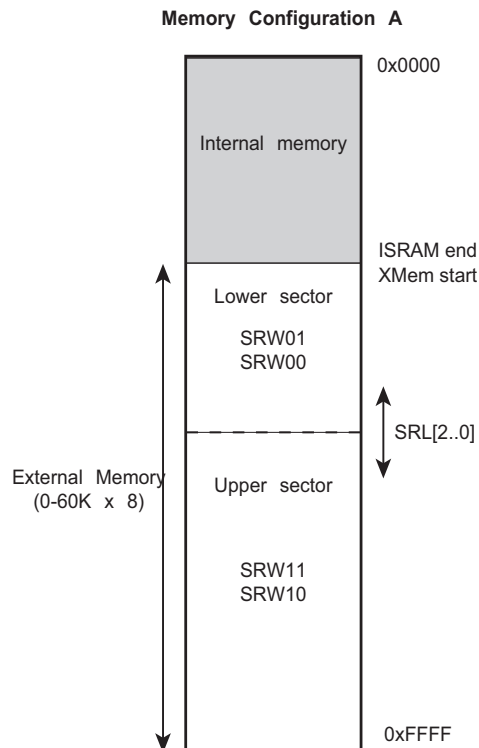 Memory Configuration A
0x0000
Internal memory
ISRAM end
XMem start
Lower sector
SRW01
SRW00
SRL[2..0]
External Memory
(0-60K x 8)
Upper sector
SRW11
SRW10
0xFFFF